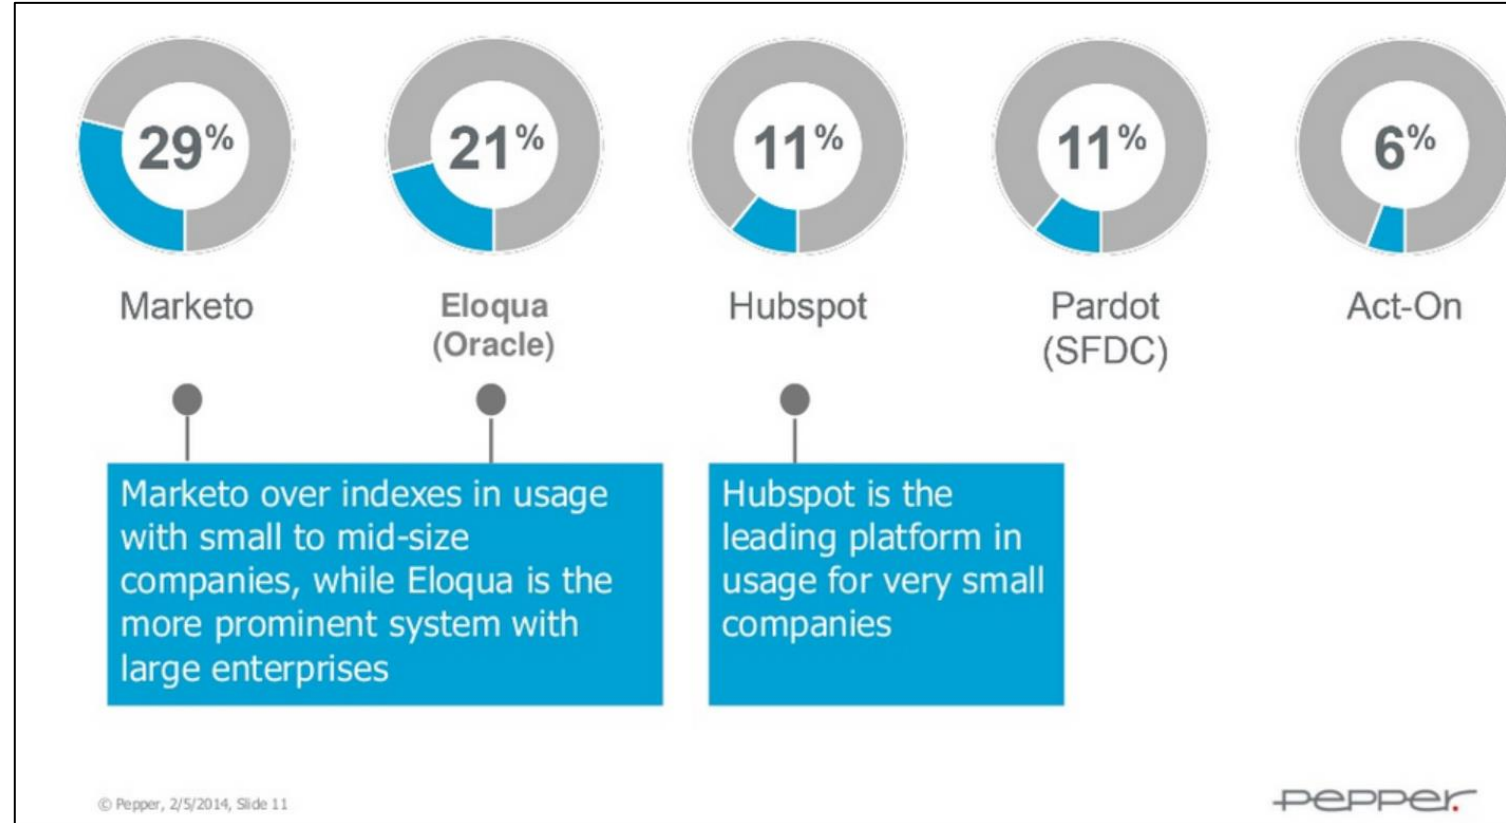 29%
21%
11%
11%
6%
Marketo
Eloqua
(Oracle)
Hubspot
Pardot
(SFDC)
Act-On
Marketo over indexes in usage
with small to mid-size
companies, while Eloqua is the
more prominent system with
large enterprises
Hubspot is the
leading platform in
usage for very small
companies
© Pepper, 2/5/2014, Slide 11
pepper.